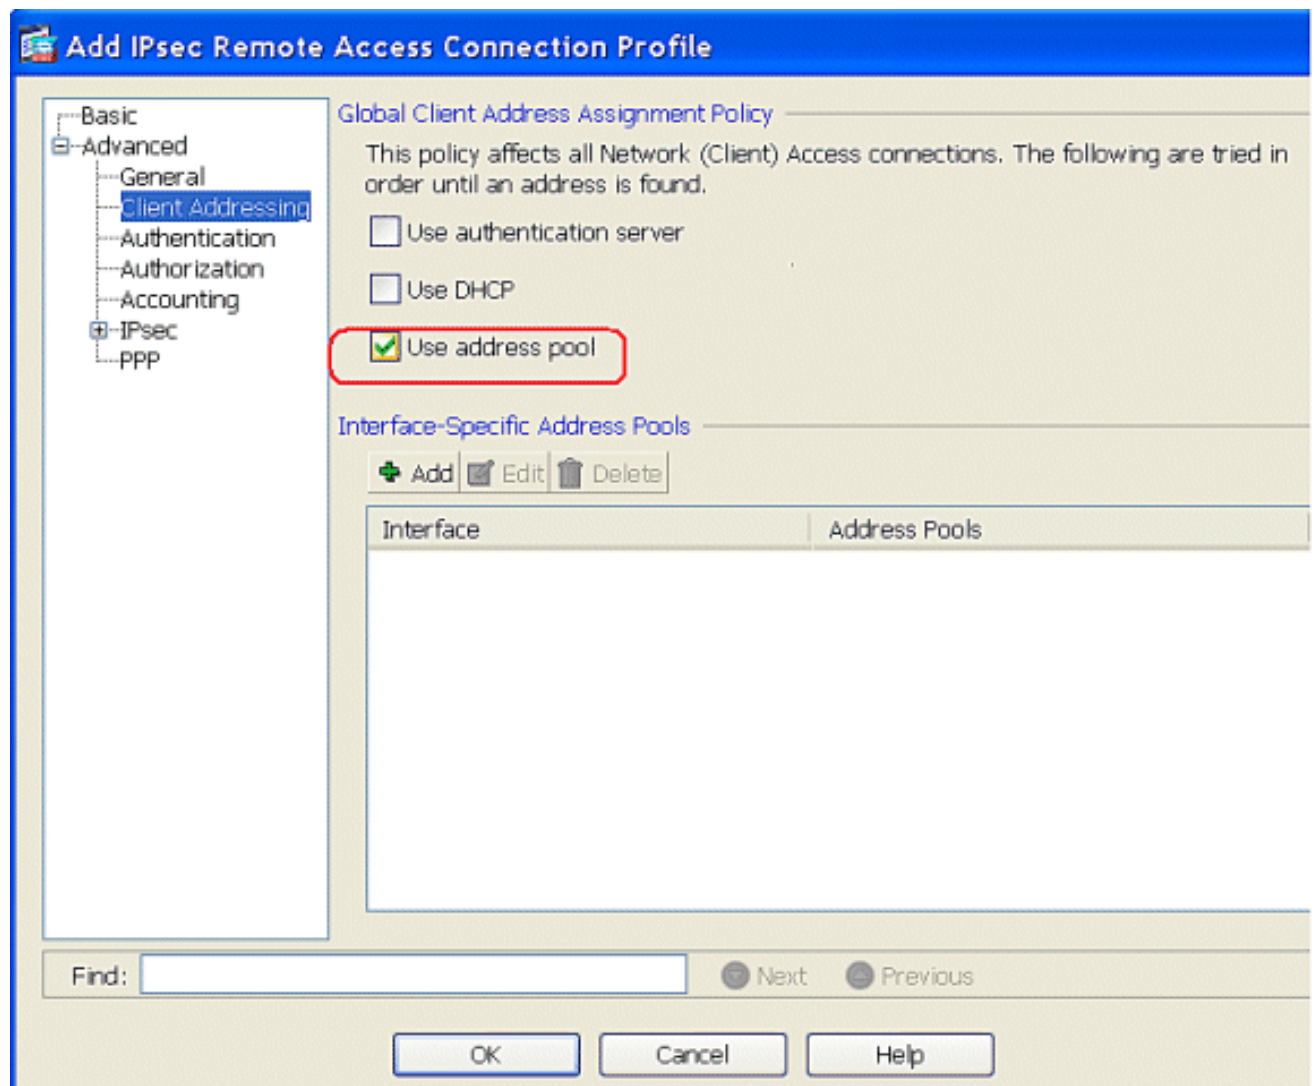 Add IPsec Remote Access Connection Profile
Basic
Advanced
General
Client Addressing
Authentication
Authorization
Accounting
IPsec
PPP
Global Client Address Assignment Policy
This policy affects all Network (Client) Access connections. The following are tried in
order until an address is found.
Use authentication server
Use DHCP
Use address pool
Interface-Specific Address Pools
Add Edit Delete
Interface Address Pools
Find: Next Previous
OK Cancel Help